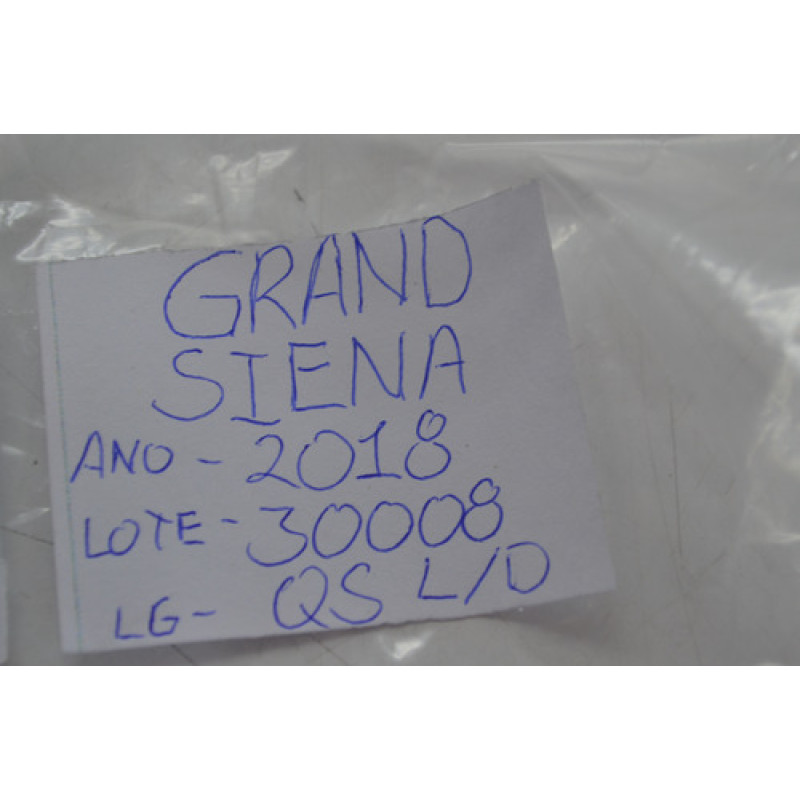 GRAND
SIENA
ANO - 2018
LOTE - 30008
LG - QS L/D